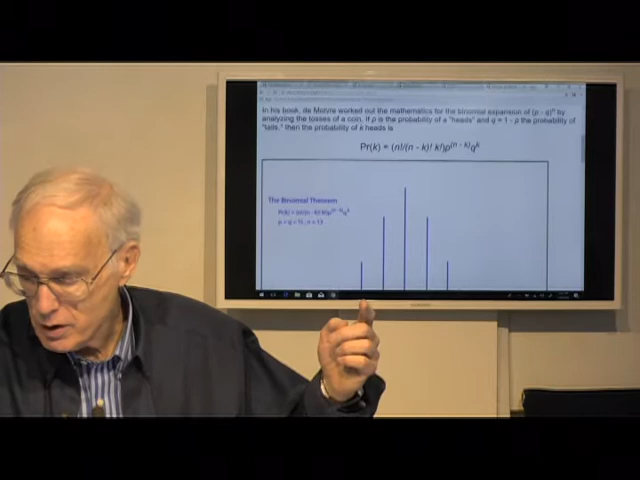 In his book, de Moivre worked out the mathematics for the binomial expansion of (p - q)ⁿ by
analyzing the tosses of a coin. If p is the probability of a "heads" and q = 1 - p the probability of
"tails," then the probability of k heads is
Pr(k) = (n!/(n - k)! k!)p⁽ⁿ ⁻ ᵏ⁾qᵏ
The Binomial Theorem
Pr(k) = (n!/(n - k)! k!)p⁽ⁿ ⁻ ᵏ⁾qᵏ